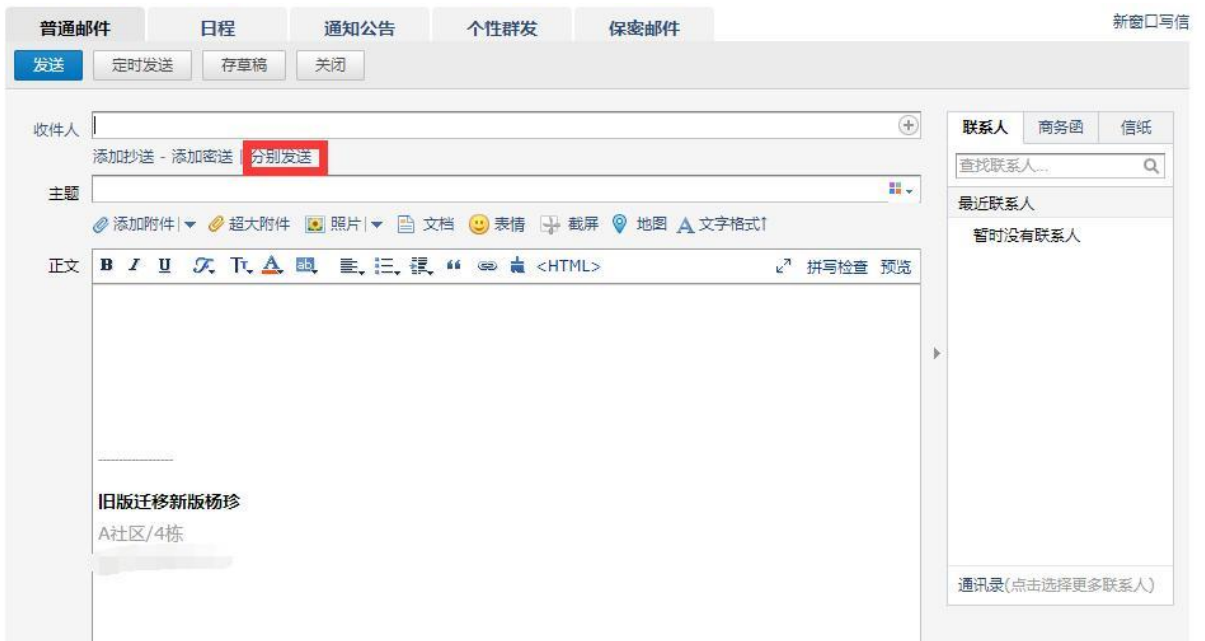 普通邮件 日程 通知公告 个性群发 保密邮件 新窗口写信
发送 定时发送 存草稿 关闭
收件人
添加抄送 - 添加密送 | 分别发送
主题
添加附件 | 超大附件 照片 | 文档 表情 截屏 地图 A 文字格式↑
正文 B I U <HTML> 拼写检查 预览
旧版迁移新版杨珍
A社区/4栋
联系人 商务函 信纸
查找联系人...
最近联系人
暂时没有联系人
通讯录(点击选择更多联系人)